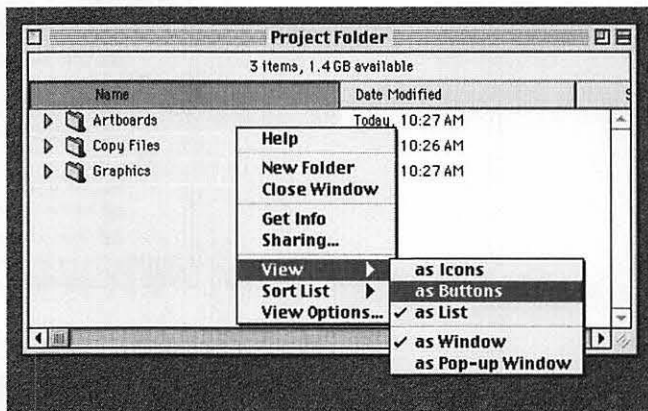 Project Folder
3 items, 1.4GB available
Name Date Modified S
Artboards Today, 10:27 AM
Copy Files 10:26 AM
Graphics 10:27 AM
Help
New Folder
Close Window
Get Info
Sharing...
View
Sort List
View Options...
as Icons
as Buttons
✓ as List
✓ as Window
as Pop-up Window